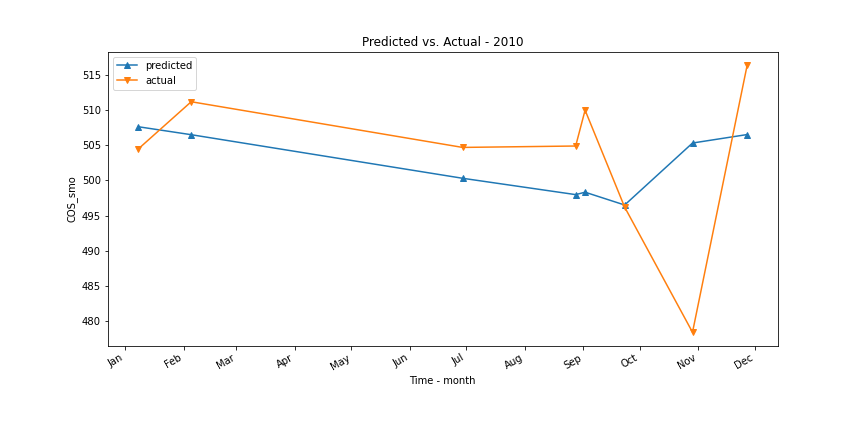 Predicted vs. Actual - 2010
predicted
actual
515
510
505
500
495
490
485
480
COS_smo
Jan Feb Mar Apr May Jun Jul Aug Sep Oct Nov Dec
Time - month